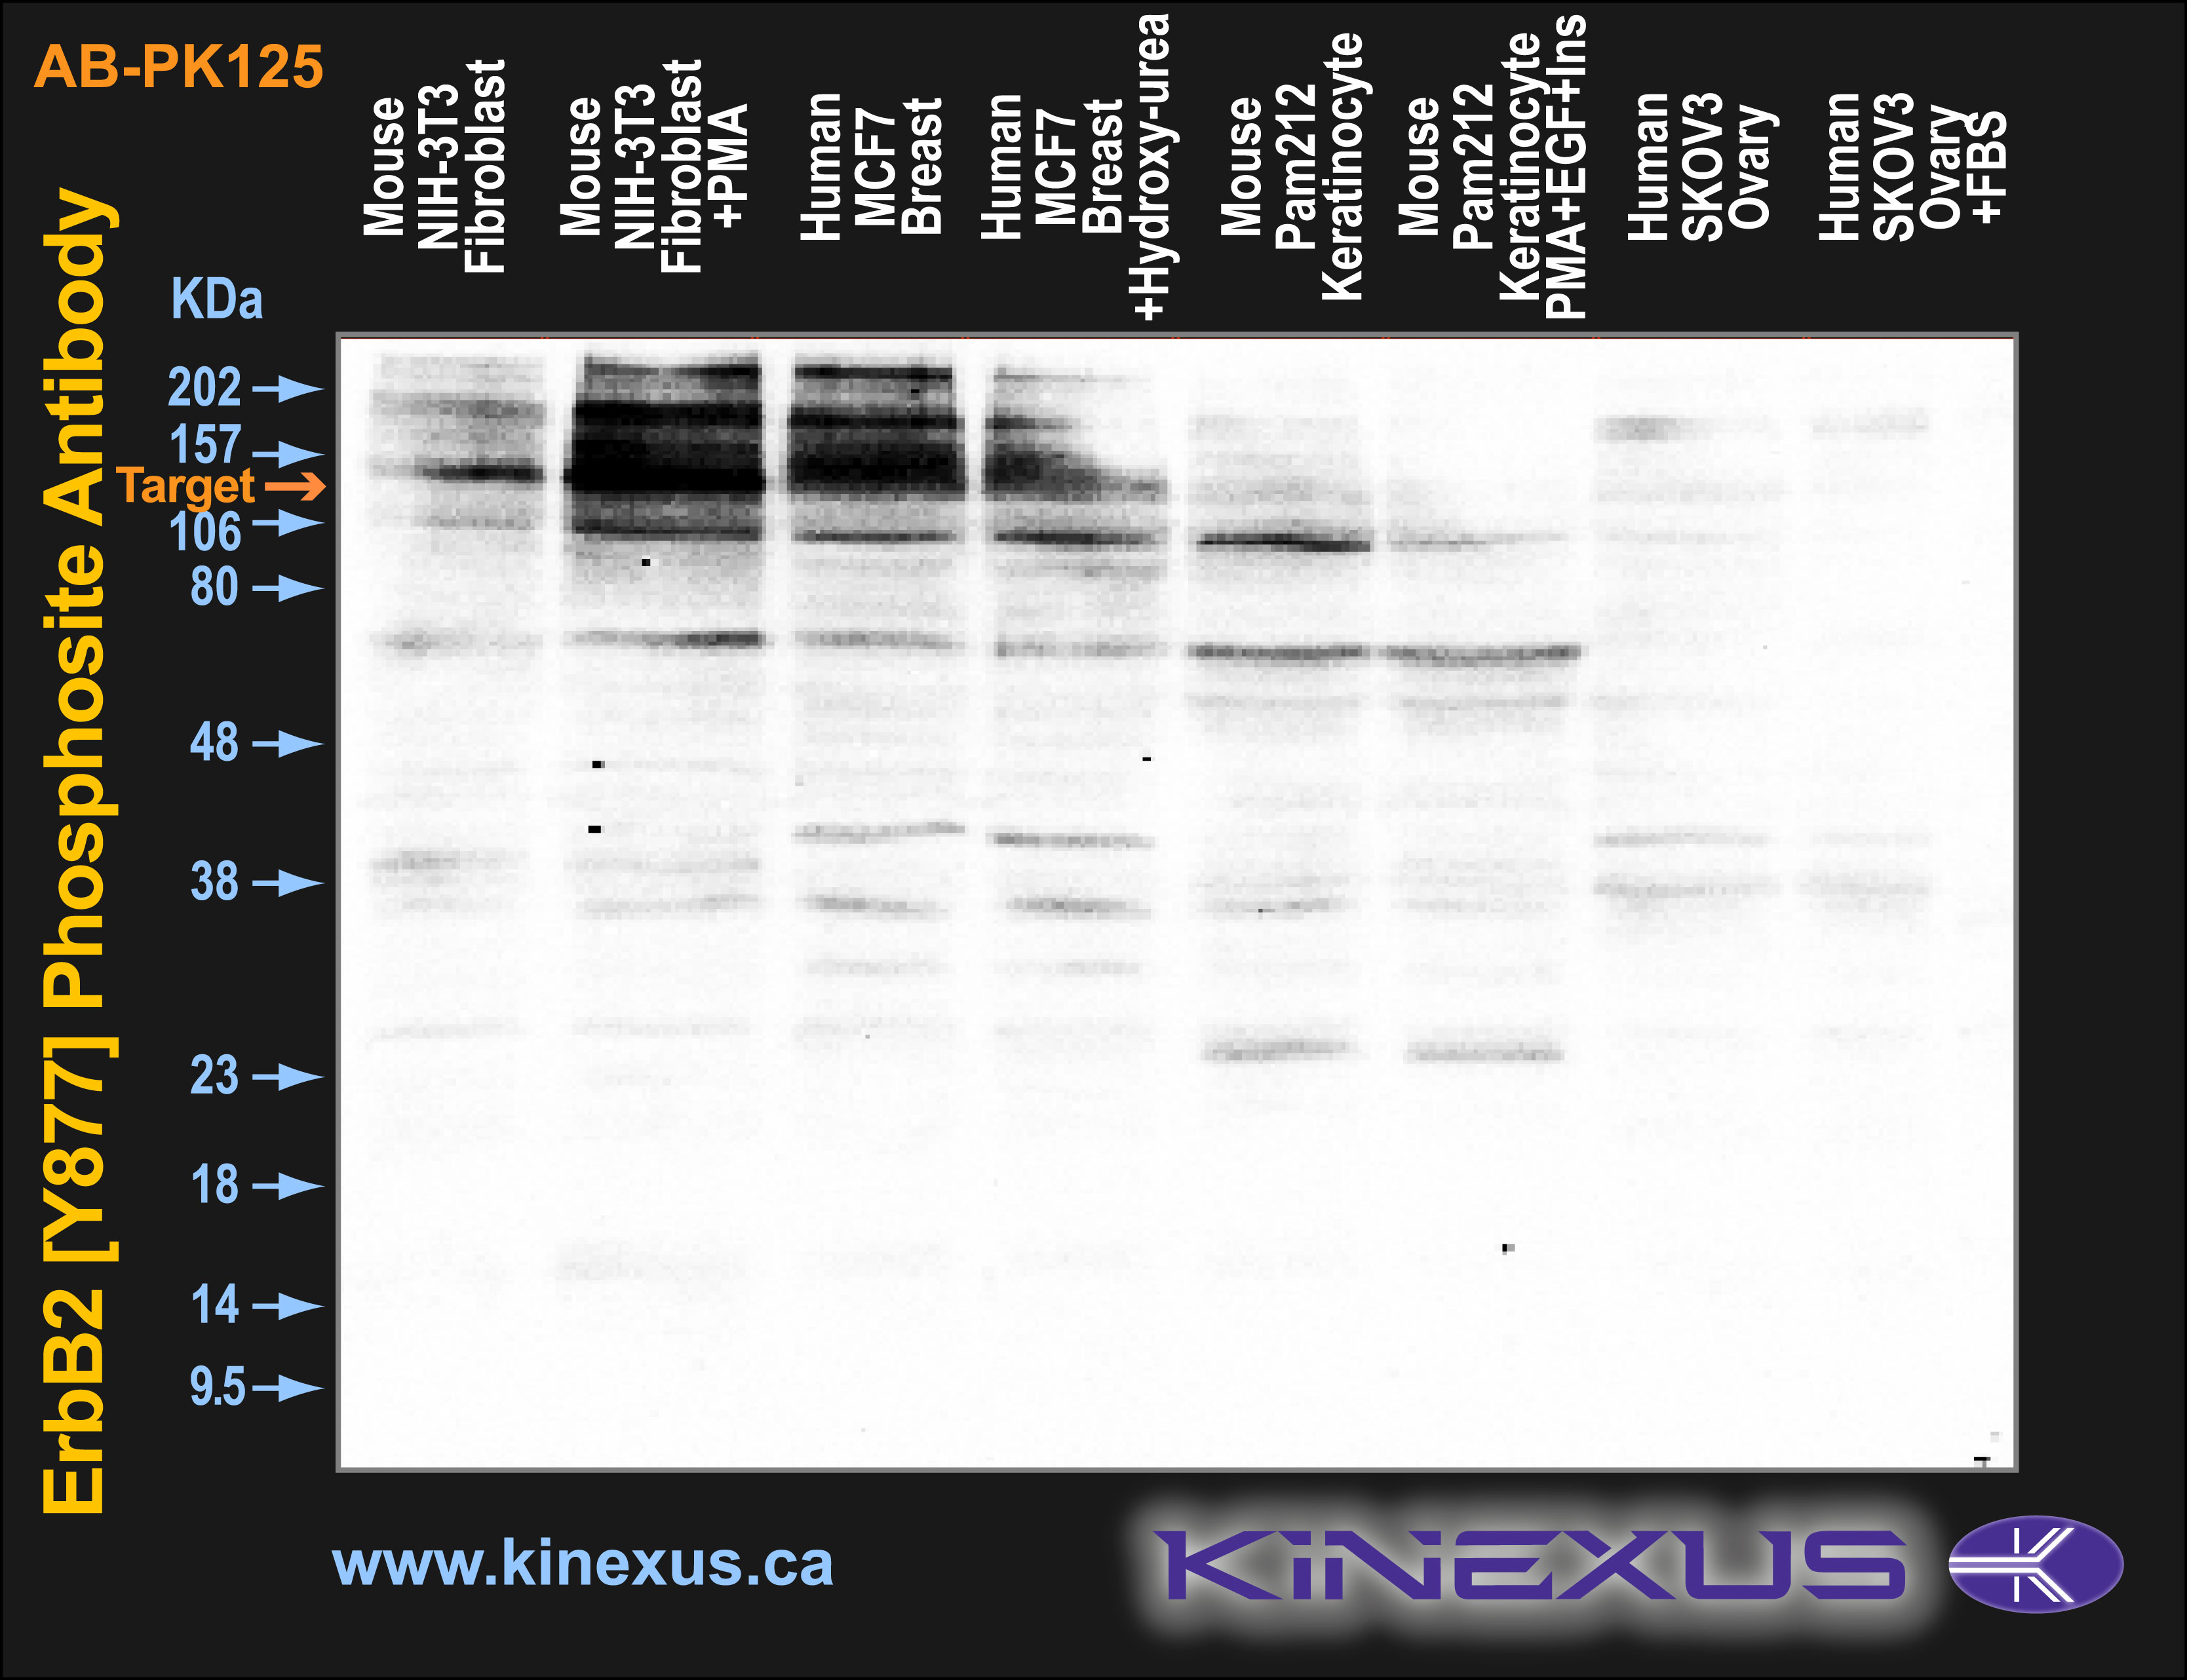 AB-PK125
ErbB2 [Y877] Phosphosite Antibody
Mouse
NIH-3T3
Fibroblast
Mouse
NIH-3T3
Fibroblast
+PMA
Human
MCF7
Breast
Human
MCF7
Breast
+Hydroxy-urea
Mouse
Pam212
Keratinocyte
Mouse
Pam212
Keratinocyte
PMA+EGF+Ins
Human
SKOV3
Ovary
Human
SKOV3
Ovary
+FBS
KDa
202
157
Target
106
80
48
38
23
18
14
9.5
www.kinexus.ca
KiNEXUS